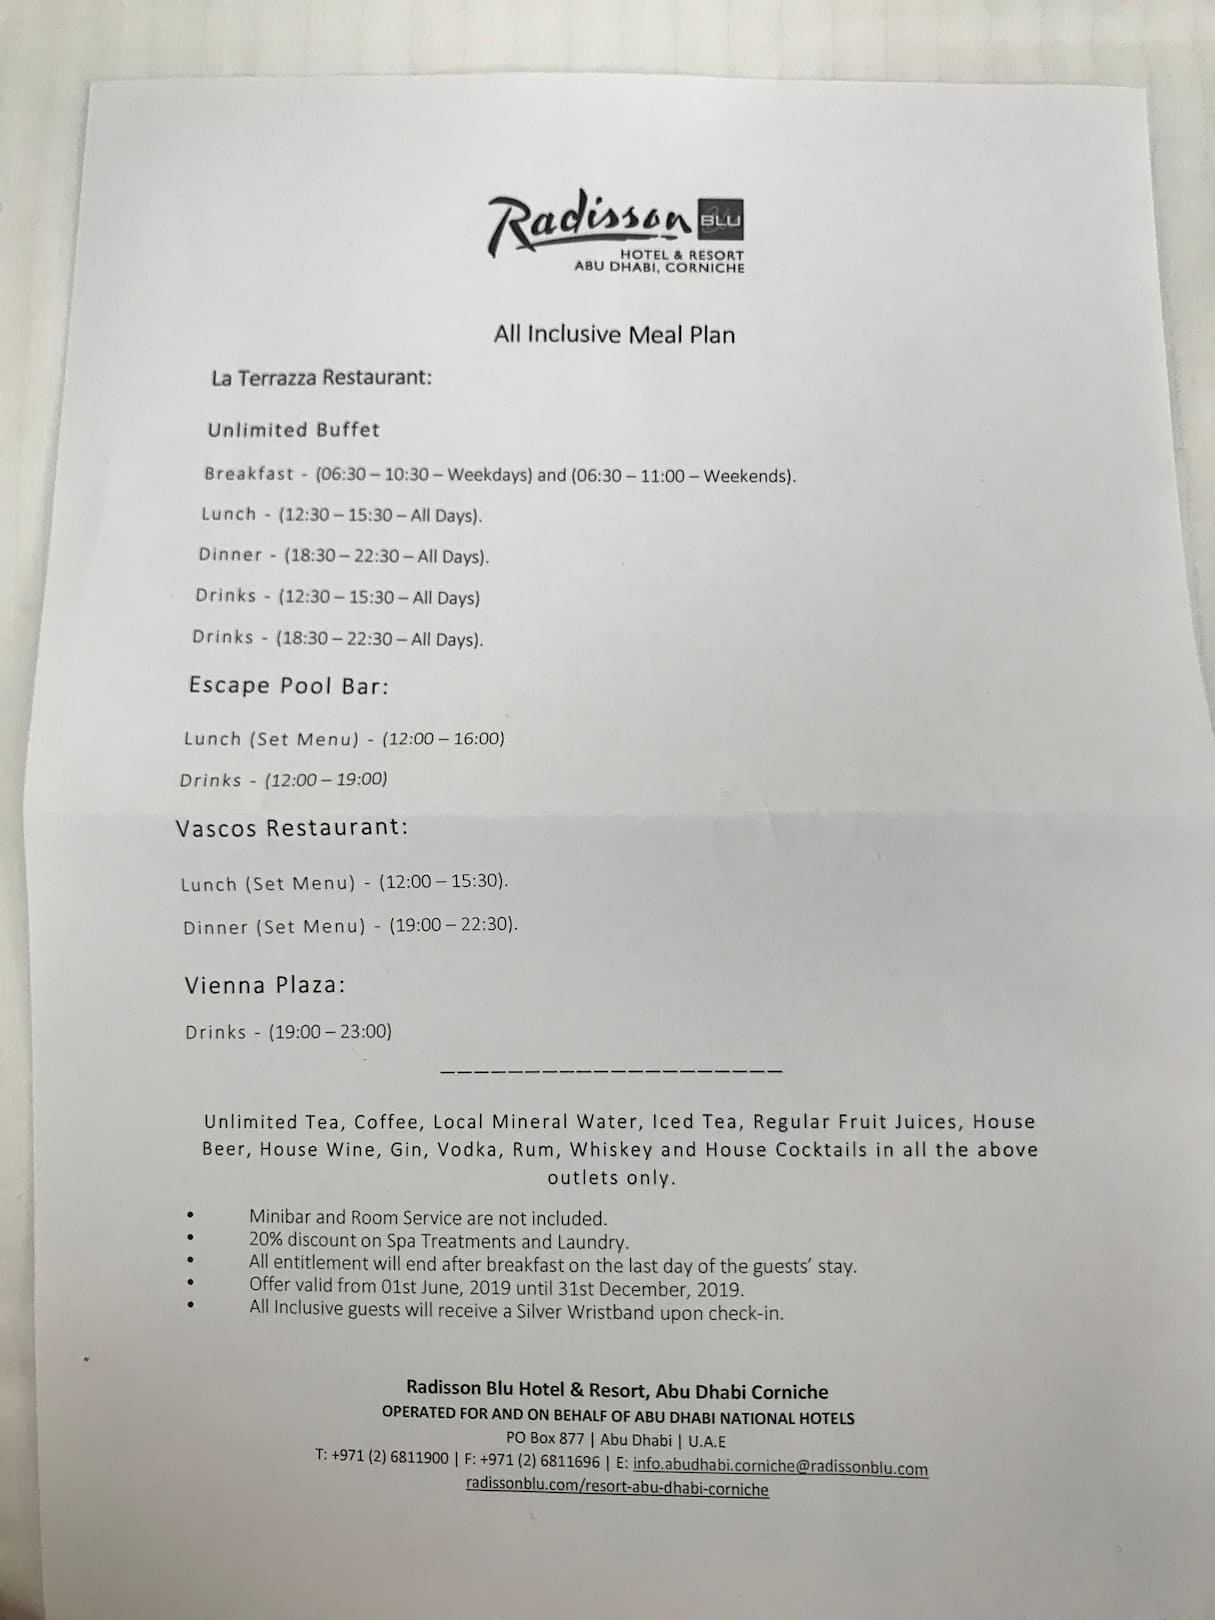 Radisson BLU
HOTEL & RESORT
ABU DHABI, CORNICHE
All Inclusive Meal Plan
La Terrazza Restaurant:
Unlimited Buffet
Breakfast - (06:30 – 10:30 – Weekdays) and (06:30 – 11:00 – Weekends).
Lunch - (12:30 – 15:30 – All Days).
Dinner - (18:30 – 22:30 – All Days).
Drinks - (12:30 – 15:30 – All Days)
Drinks - (18:30 – 22:30 – All Days).
Escape Pool Bar:
Lunch (Set Menu) - (12:00 – 16:00)
Drinks - (12:00 – 19:00)
Vascos Restaurant:
Lunch (Set Menu) - (12:00 – 15:30).
Dinner (Set Menu) - (19:00 – 22:30).
Vienna Plaza:
Drinks - (19:00 – 23:00)
Unlimited Tea, Coffee, Local Mineral Water, Iced Tea, Regular Fruit Juices, House
Beer, House Wine, Gin, Vodka, Rum, Whiskey and House Cocktails in all the above
outlets only.
• Minibar and Room Service are not included.
• 20% discount on Spa Treatments and Laundry.
• All entitlement will end after breakfast on the last day of the guests’ stay.
• Offer valid from 01st June, 2019 until 31st December, 2019.
• All Inclusive guests will receive a Silver Wristband upon check-in.
Radisson Blu Hotel & Resort, Abu Dhabi Corniche
OPERATED FOR AND ON BEHALF OF ABU DHABI NATIONAL HOTELS
PO Box 877 | Abu Dhabi | U.A.E
T: +971 (2) 6811900 | F: +971 (2) 6811696 | E: info.abudhabi.corniche@radissonblu.com
radissonblu.com/resort-abu-dhabi-corniche